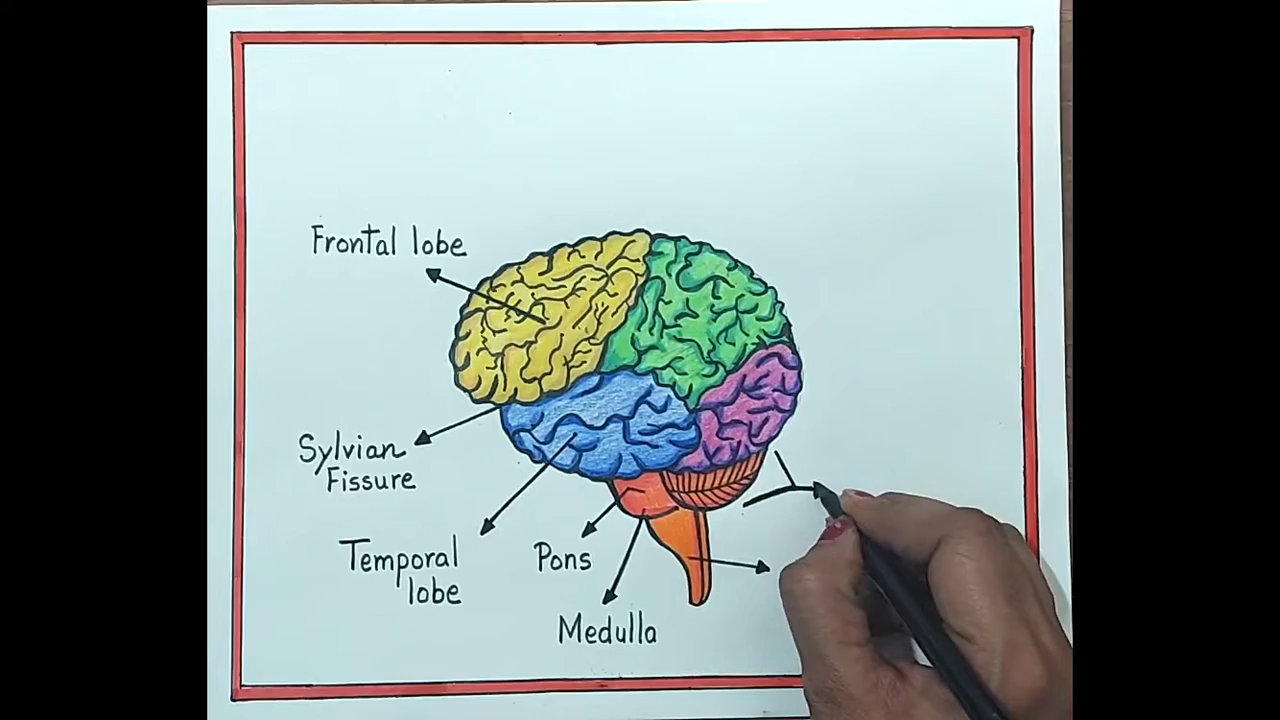 Frontal lobe
Sylvian
Fissure
Temporal
lobe
Pons
Medulla